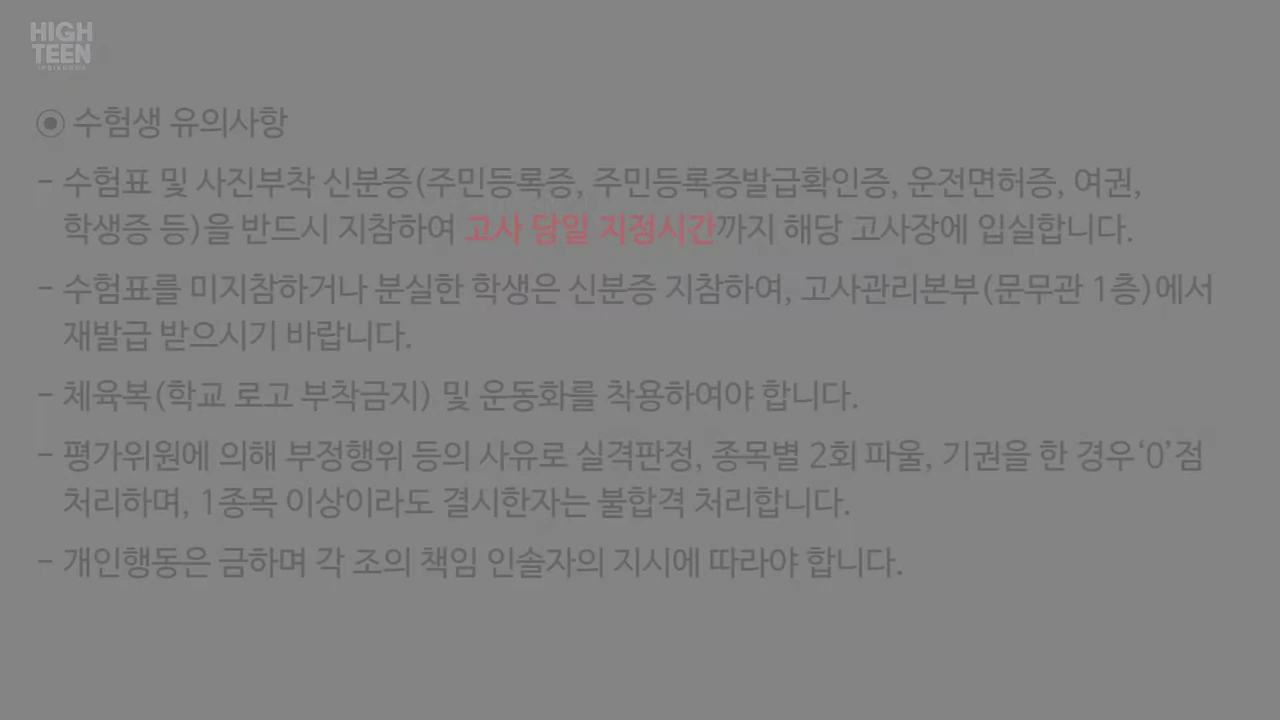 HIGH
TEEN
◉ 수험생 유의사항
- 수험표 및 사진부착 신분증(주민등록증, 주민등록증발급확인증, 운전면허증, 여권,
학생증 등)을 반드시 지참하여 고사 당일 지정시간까지 해당 고사장에 입실합니다.
- 수험표를 미지참하거나 분실한 학생은 신분증 지참하여, 고사관리본부(문무관 1층)에서
재발급 받으시기 바랍니다.
- 체육복(학교 로고 부착금지) 및 운동화를 착용하여야 합니다.
- 평가위원에 의해 부정행위 등의 사유로 실격판정, 종목별 2회 파울, 기권을 한 경우 ‘0’점
처리하며, 1종목 이상이라도 결시한자는 불합격 처리합니다.
- 개인행동은 금하며 각 조의 책임 인솔자의 지시에 따라야 합니다.